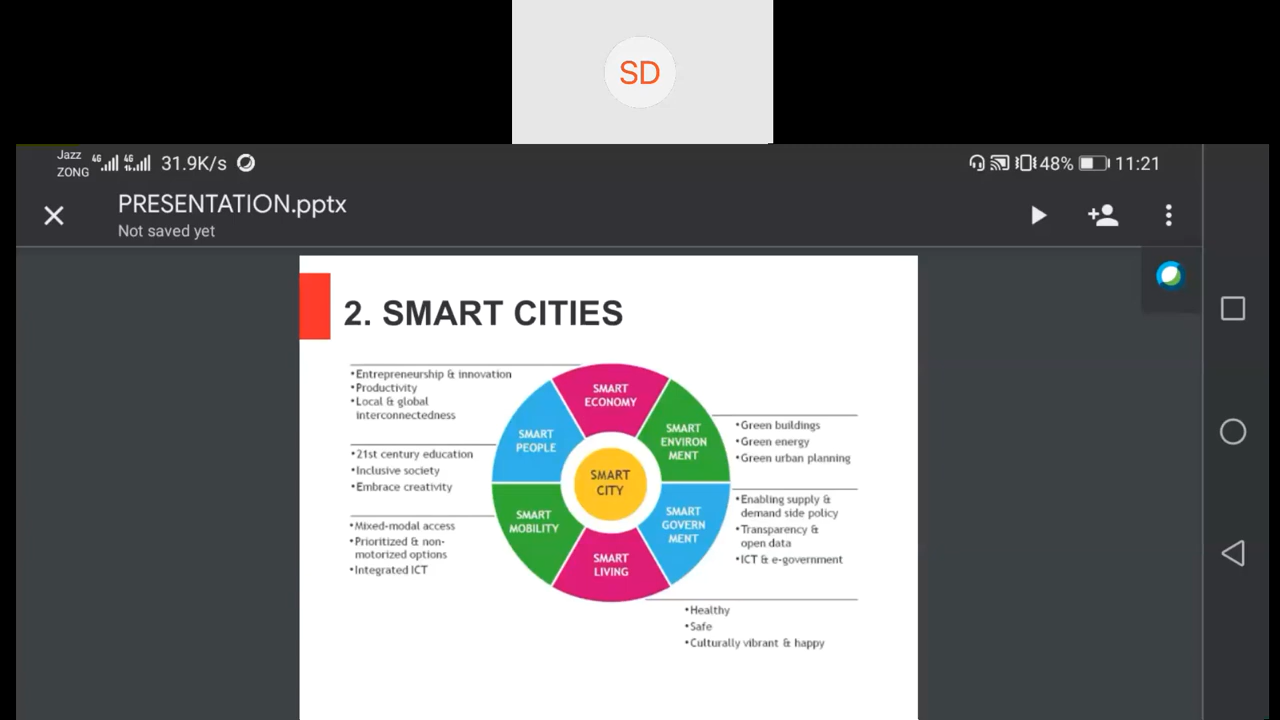 SD
Jazz
ZONG
4G 4G 31.9K/s 48% 11:21
PRESENTATION.pptx
Not saved yet
2. SMART CITIES
•Entrepreneurship & innovation
•Productivity
•Local & global
interconnectedness
•21st century education
•Inclusive society
•Embrace creativity
•Mixed-modal access
•Prioritized & non-
motorized options
•Integrated ICT
SMART
ECONOMY
SMART
PEOPLE
SMART
ENVIRON
MENT
SMART
CITY
SMART
MOBILITY
SMART
GOVERN
MENT
SMART
LIVING
•Green buildings
•Green energy
•Green urban planning
•Enabling supply &
demand side policy
•Transparency &
open data
•ICT & e-government
•Healthy
•Safe
•Culturally vibrant & happy